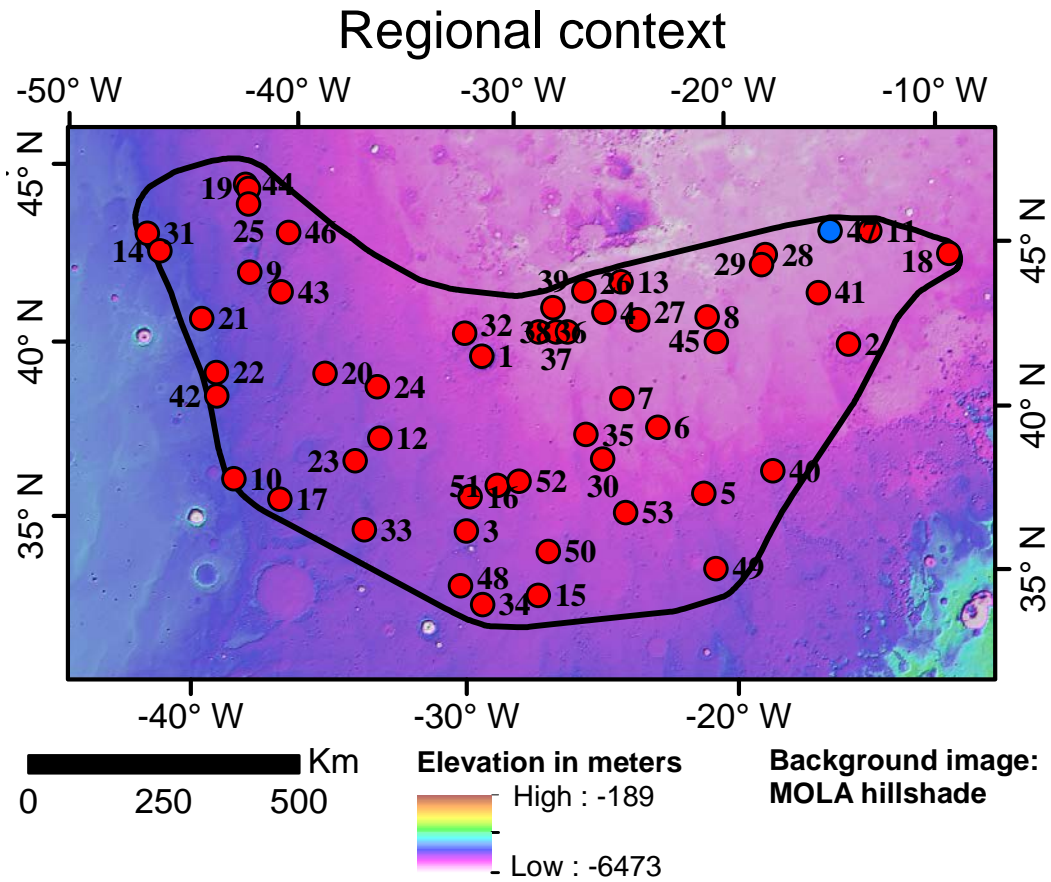 Regional context
-50° W -40° W -30° W -20° W -10° W
45° N
40° N
35° N
45° N
40° N
35° N
19 44
25 46
31
14
9
43
21
22
42
20
24
12
23
10
17
33
32
1
39
26 13
4 27
38 36
37
29 28
47 11
18
41
8
45
2
7
35 6
30
40
5
53
51 16 52
3
50
48
34 15
49
-40° W -30° W -20° W
Km
0 250 500
Elevation in meters
High : -189
Low : -6473
Background image:
MOLA hillshade